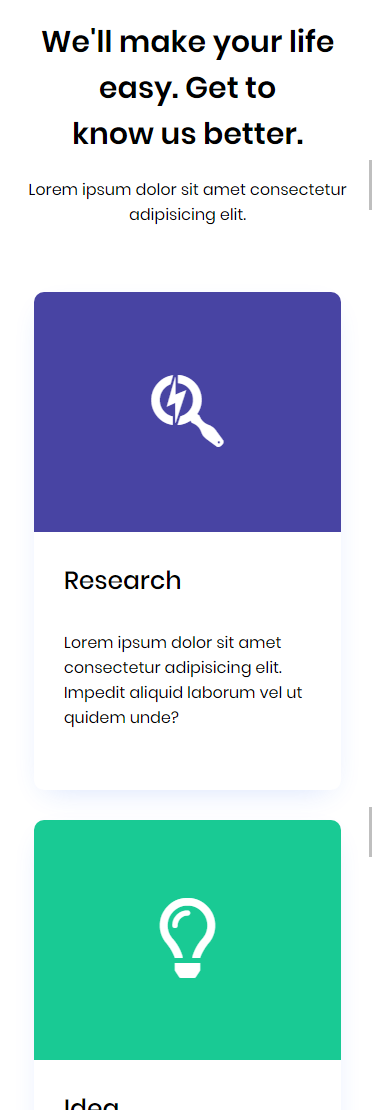 We'll make your life
easy. Get to
know us better.
Lorem ipsum dolor sit amet consectetur
adipisicing elit.
Research
Lorem ipsum dolor sit amet
consectetur adipisicing elit.
Impedit aliquid laborum vel ut
quidem unde?
Idea